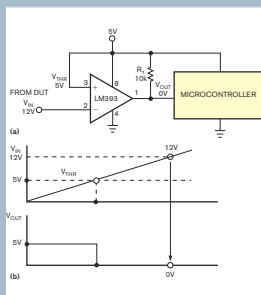 5V
V_THR
5V
R₁
10k
FROM DUT
V_IN
12V
3
+
8
LM393
2
−
4
1
V_OUT
0V
MICROCONTROLLER
(a)
V_IN
12V
12V
V_THR
5V
V_OUT
5V
0V
(b)